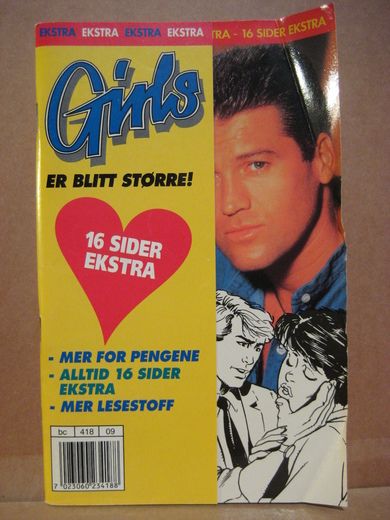 EKSTRA EKSTRA EKSTRA EKSTRA TRA - 16 SIDER EKSTRA
Girls
ER BLITT STØRRE!
16 SIDER
EKSTRA
- MER FOR PENGENE
- ALLTID 16 SIDER
EKSTRA
- MER LESESTOFF
bc 418 09
7 023060 234188